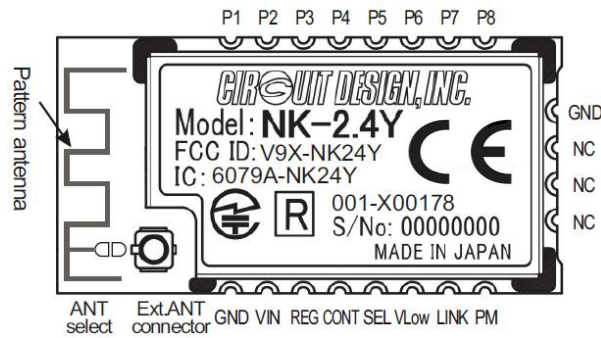 P1 P2 P3 P4 P5 P6 P7 P8
Pattern antenna
CIRCUIT DESIGN, INC.
Model: NK-2.4Y
FCC ID: V9X-NK24Y
IC: 6079A-NK24Y
CE
R
001-X00178
S/No: 00000000
MADE IN JAPAN
GND
NC
NC
NC
ANT select
Ext.ANT connector
GND VIN REG CONT SEL VLow LINK PM